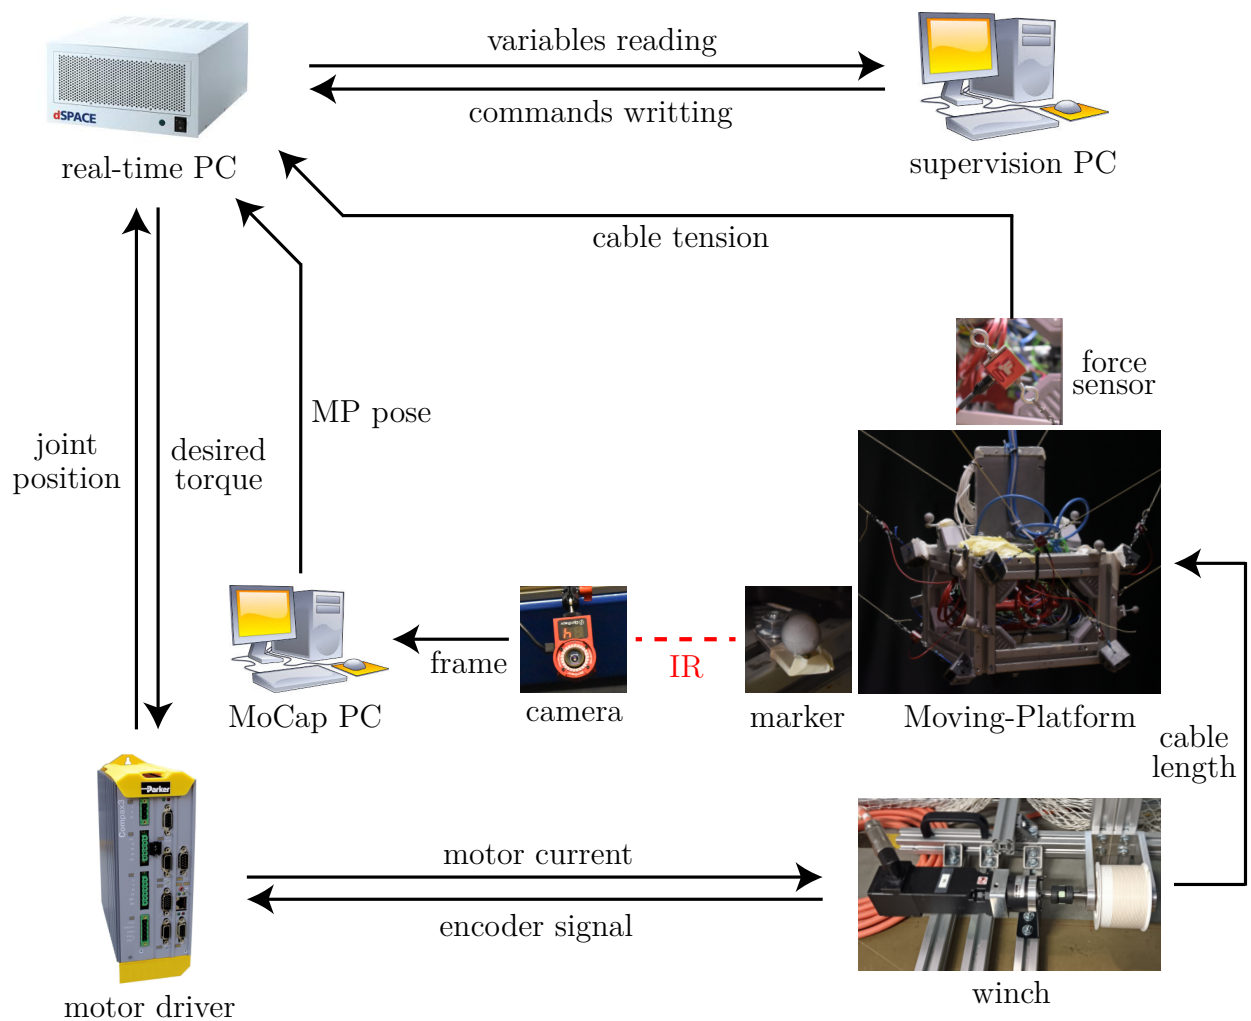 variables reading
commands writting
dSPACE
real-time PC
supervision PC
cable tension
force
sensor
MP pose
joint
position
desired
torque
frame
IR
MoCap PC
camera
marker
Moving-Platform
cable
length
Parker
Compax3
motor current
encoder signal
motor driver
winch